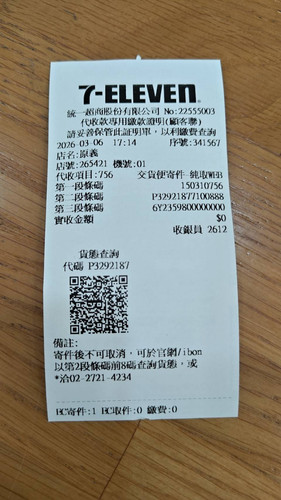 7-ELEVEN.
統一超商股份有限公司 No:22555003
代收款專用繳款證明(顧客聯)
請妥善保管此證明單，以利繳費查詢
2026-03-06 17:14 序號:341567
店名:原義
店號:265421 機號:01
代收項目:756 交貨便寄件-純取WEB
第一段條碼 150310756
第二段條碼 P32921877100888
第三段條碼 6Y2359800000000
實收金額 $0
收銀員 2612
貨態查詢
代碼 P3292187
備註:
寄件後不可取消，可於官網/ibon
以第2段條碼前8碼查詢貨態，或
*洽02-2721-4234
EC寄件:1 EC取件:0 繳費:0